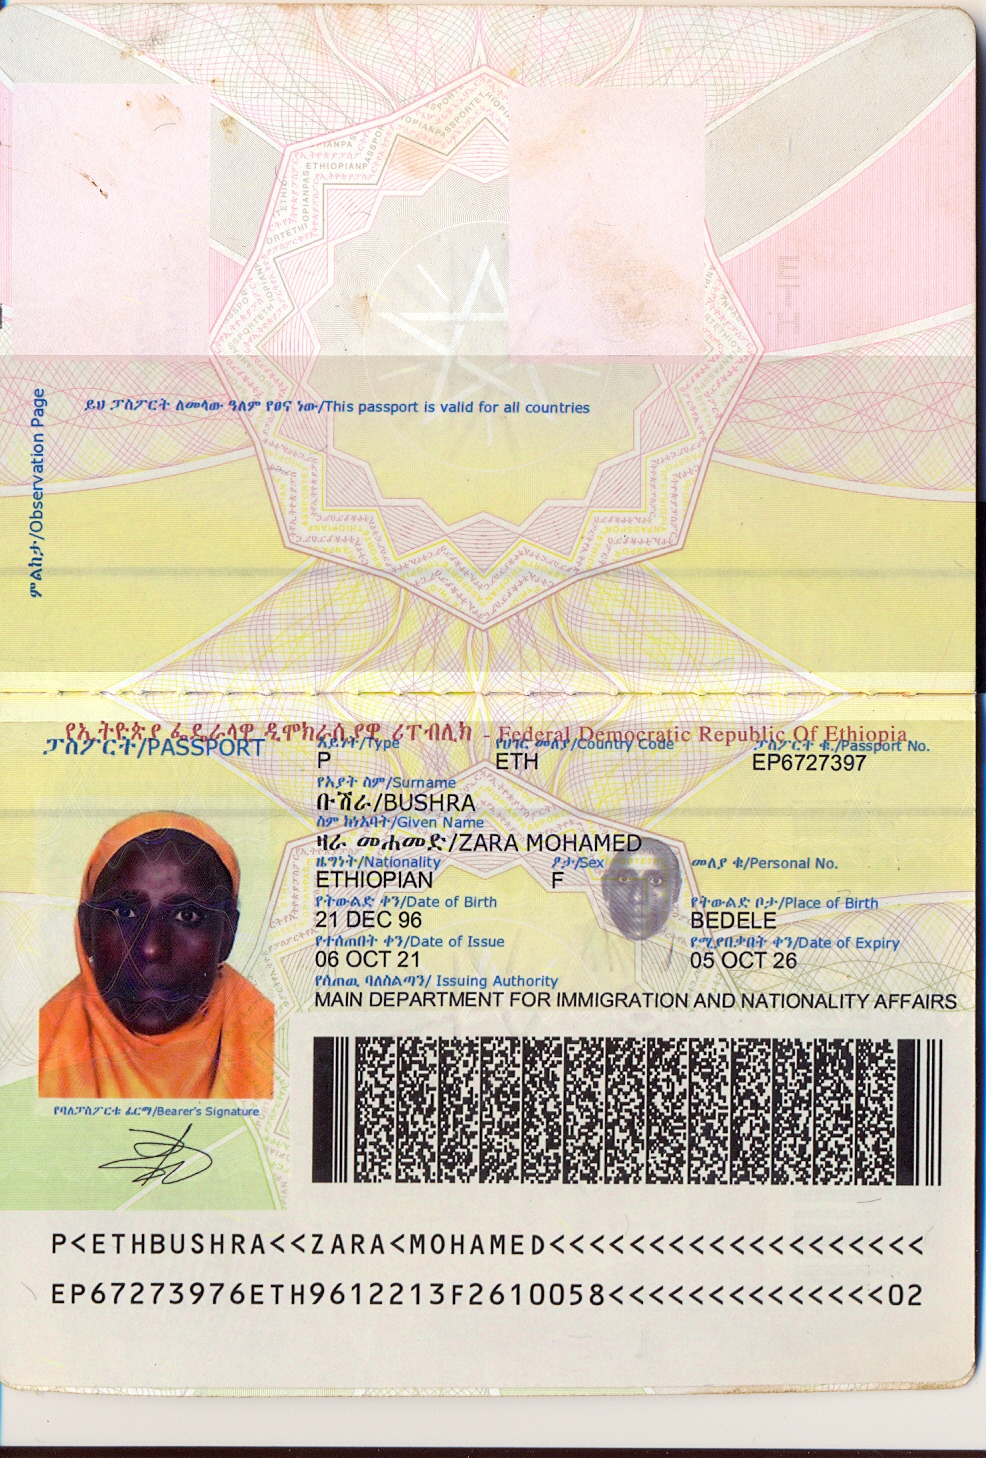 ምልከታ/Observation Page
ይህ ፓስፖርት ለመላው ዓለም የፀና ነው/This passport is valid for all countries
የኢትዮጵያ ፌዴራላዊ ዲሞክራሲያዊ ሪፐብሊክ - Federal Democratic Republic Of Ethiopia
ፓስፖርት/PASSPORT
ዓይነት/Type
የሀገር መለያ/Country Code
ፓስፖርት ቁ./Passport No.
P
ETH
EP6727397
የአያት ስም/Surname
ቡሽራ/BUSHRA
ስም ከነአባት/Given Name
ዛራ መሐመድ/ZARA MOHAMED
ዜግነት/Nationality
ፆታ/Sex
መለያ ቁ/Personal No.
ETHIOPIAN
F
የትውልድ ቀን/Date of Birth
የትውልድ ቦታ/Place of Birth
21 DEC 96
BEDELE
የተሰጠበት ቀን/Date of Issue
የሚያበቃበት ቀን/Date of Expiry
06 OCT 21
05 OCT 26
የሰጠዉ ባለስልጣን/ Issuing Authority
MAIN DEPARTMENT FOR IMMIGRATION AND NATIONALITY AFFAIRS
የባለፓስፖርቱ ፊርማ/Bearer's Signature
P<ETHBUSHRA<<ZARA<MOHAMED<<<<<<<<<<<<<<<<<<<
EP67273976ETH9612213F2610058<<<<<<<<<<<<<<02